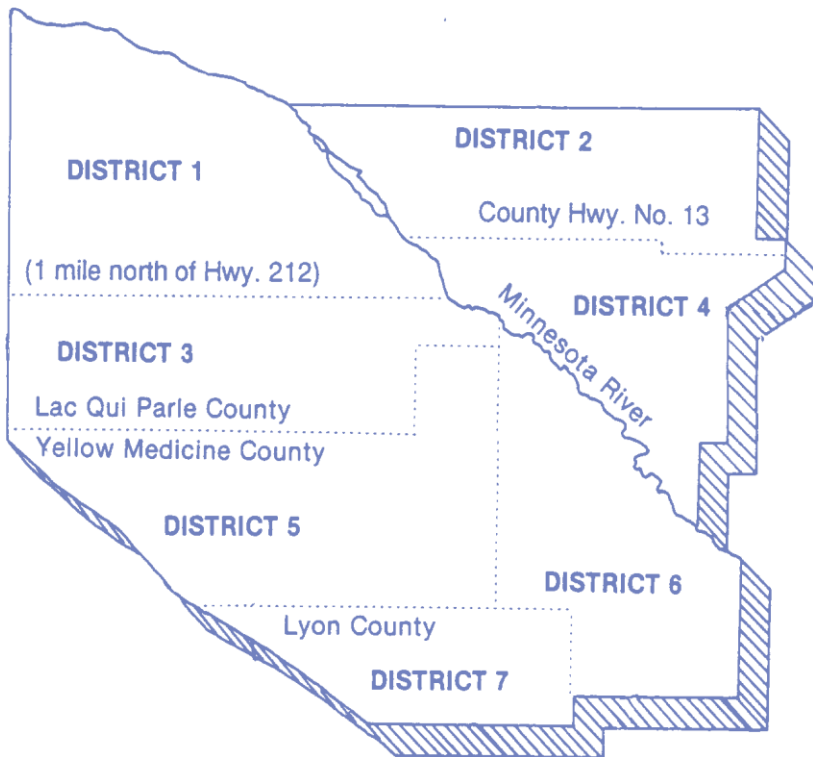 DISTRICT 2
DISTRICT 1
County Hwy. No. 13
(1 mile north of Hwy. 212)
DISTRICT 4
Minnesota River
DISTRICT 3
Lac Qui Parle County
Yellow Medicine County
DISTRICT 5
DISTRICT 6
Lyon County
DISTRICT 7